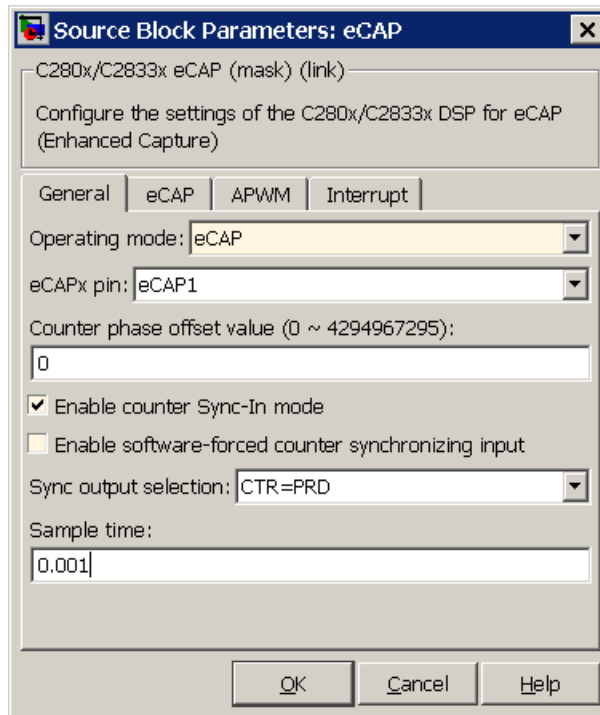 Source Block Parameters: eCAP
C280x/C2833x eCAP (mask) (link)
Configure the settings of the C280x/C2833x DSP for eCAP
(Enhanced Capture)
General eCAP APWM Interrupt
Operating mode: eCAP
eCAPx pin: eCAP1
Counter phase offset value (0 ~ 4294967295):
0
Enable counter Sync-In mode
Enable software-forced counter synchronizing input
Sync output selection: CTR=PRD
Sample time:
0.001
OK Cancel Help